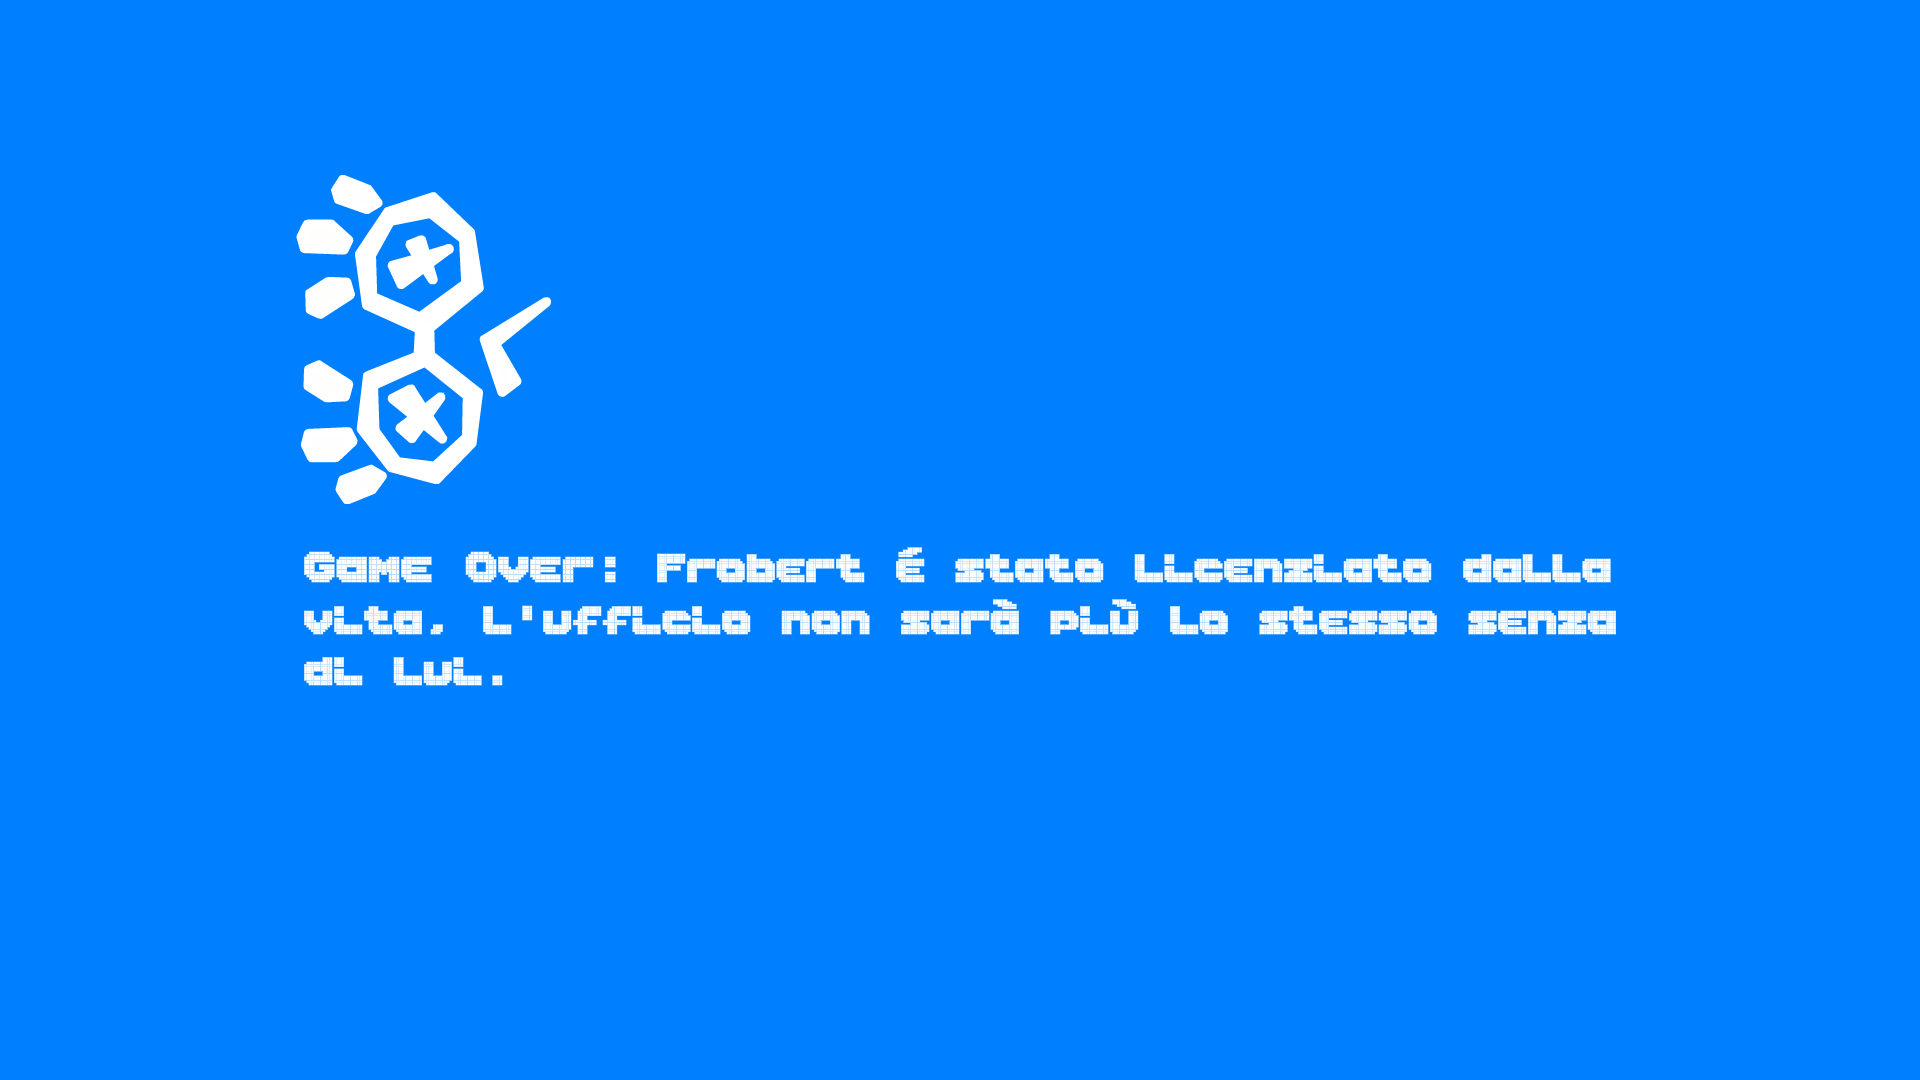 Game Over: Frobert é stato licenziato dalla
vita, l'ufficio non sarà più lo stesso senza
di lui.